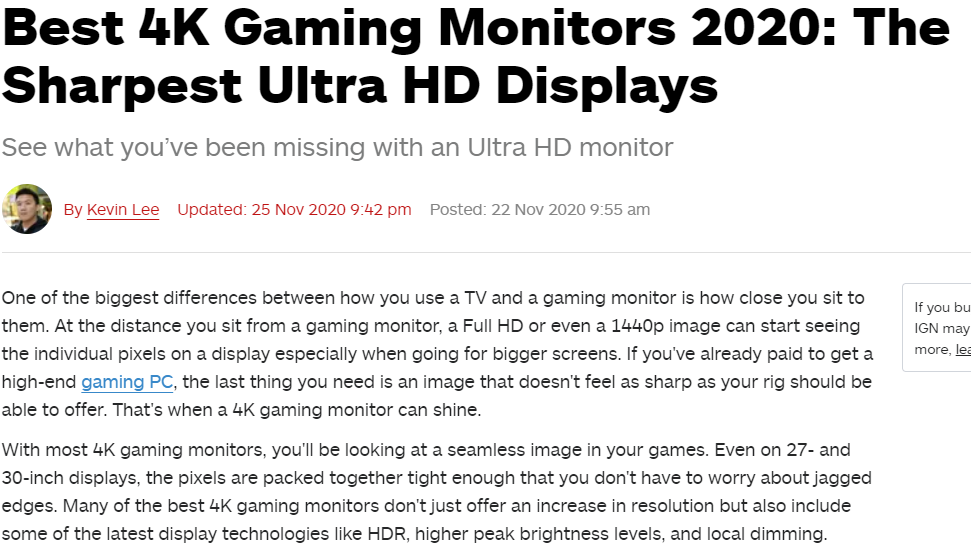 Best 4K Gaming Monitors 2020: The
Sharpest Ultra HD Displays
See what you’ve been missing with an Ultra HD monitor
By Kevin Lee Updated: 25 Nov 2020 9:42 pm Posted: 22 Nov 2020 9:55 am
One of the biggest differences between how you use a TV and a gaming monitor is how close you sit to
them. At the distance you sit from a gaming monitor, a Full HD or even a 1440p image can start seeing
the individual pixels on a display especially when going for bigger screens. If you’ve already paid to get a
high-end gaming PC, the last thing you need is an image that doesn’t feel as sharp as your rig should be
able to offer. That’s when a 4K gaming monitor can shine.
With most 4K gaming monitors, you’ll be looking at a seamless image in your games. Even on 27- and
30-inch displays, the pixels are packed together tight enough that you don’t have to worry about jagged
edges. Many of the best 4K gaming monitors don’t just offer an increase in resolution but also include
some of the latest display technologies like HDR, higher peak brightness levels, and local dimming.
If you bu
IGN may
more, lea